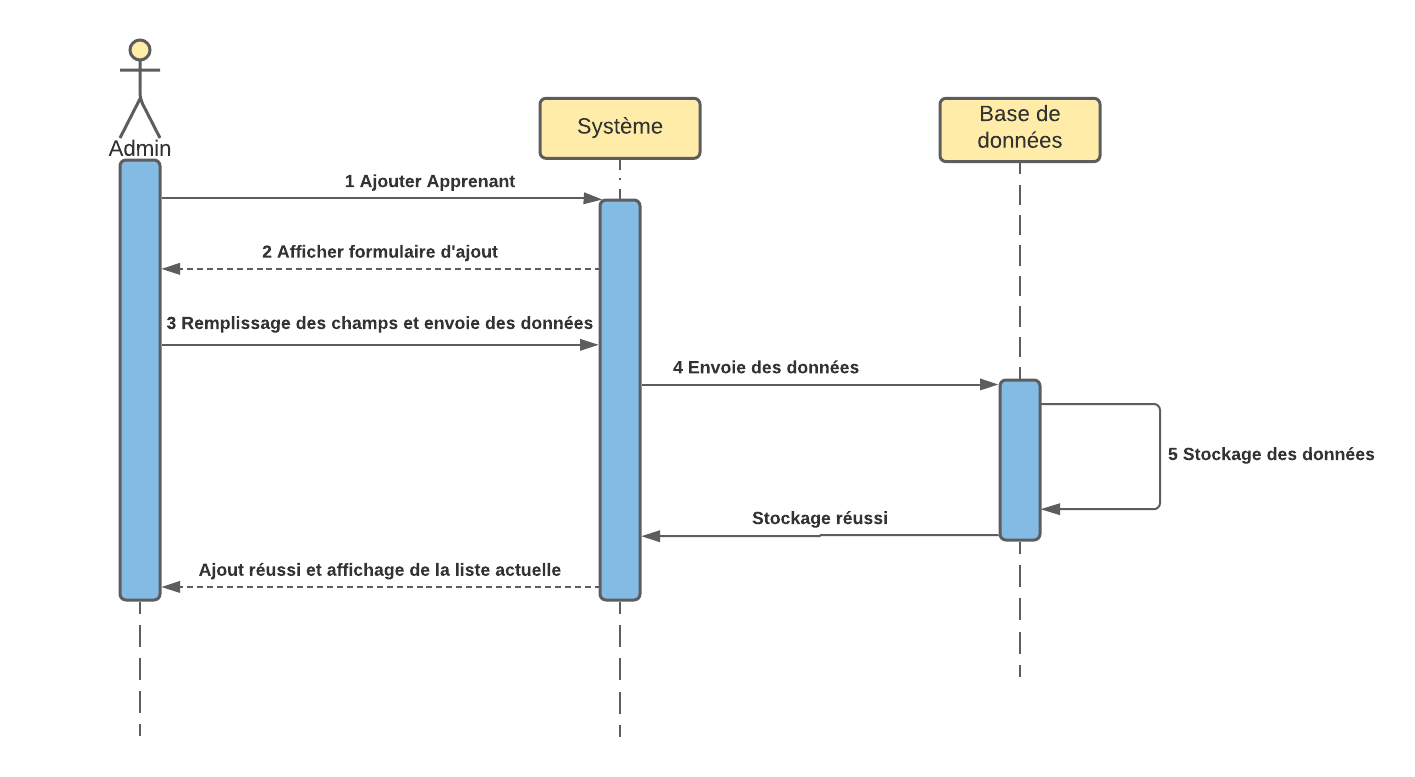 Admin
Système
Base de
données
1 Ajouter Apprenant
2 Afficher formulaire d'ajout
3 Remplissage des champs et envoie des données
4 Envoie des données
5 Stockage des données
Stockage réussi
Ajout réussi et affichage de la liste actuelle